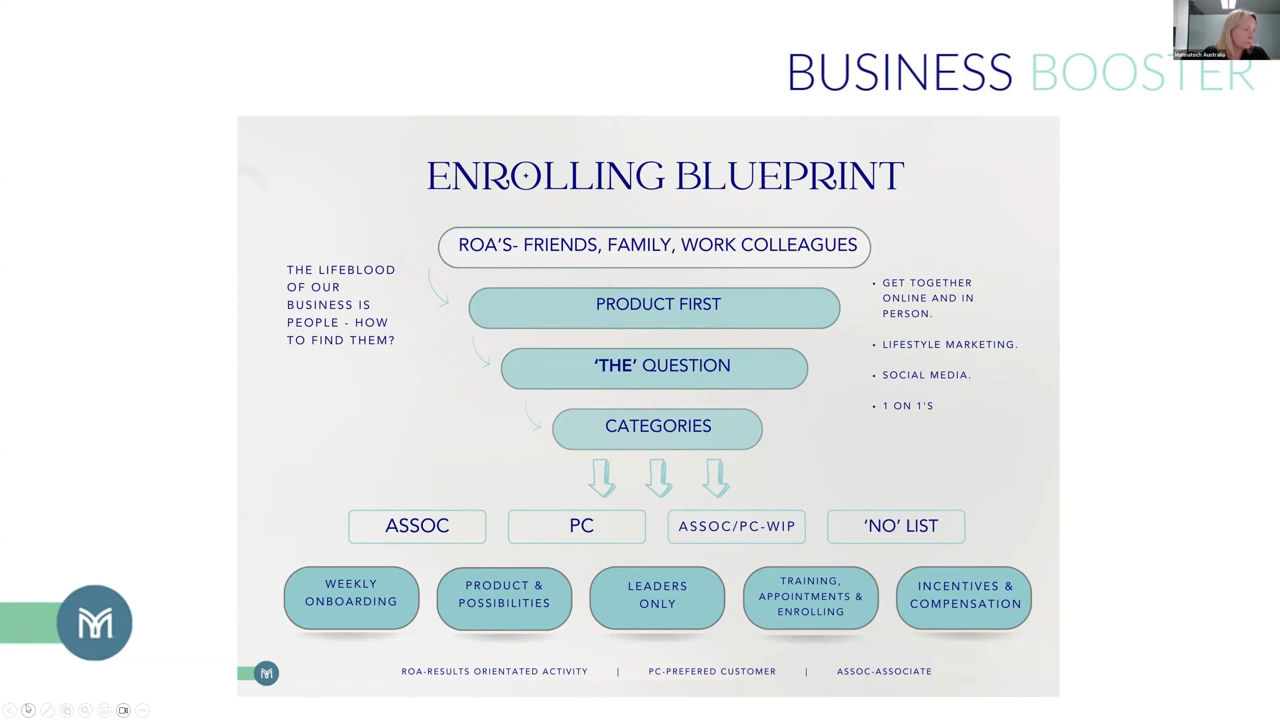 Mannatech Australia
BUSINESS BOOSTER
ENROLLING BLUEPRINT
ROA'S- FRIENDS, FAMILY, WORK COLLEAGUES
THE LIFEBLOOD
OF OUR
BUSINESS IS
PEOPLE - HOW
TO FIND THEM?
PRODUCT FIRST
'THE' QUESTION
CATEGORIES
• GET TOGETHER
ONLINE AND IN
PERSON.
• LIFESTYLE MARKETING.
• SOCIAL MEDIA.
• 1 ON 1'S
ASSOC
PC
ASSOC/PC-WIP
'NO' LIST
WEEKLY
ONBOARDING
PRODUCT &
POSSIBILITIES
LEADERS
ONLY
TRAINING,
APPOINTMENTS &
ENROLLING
INCENTIVES &
COMPENSATION
ROA-RESULTS ORIENTATED ACTIVITY | PC-PREFERED CUSTOMER | ASSOC-ASSOCIATE